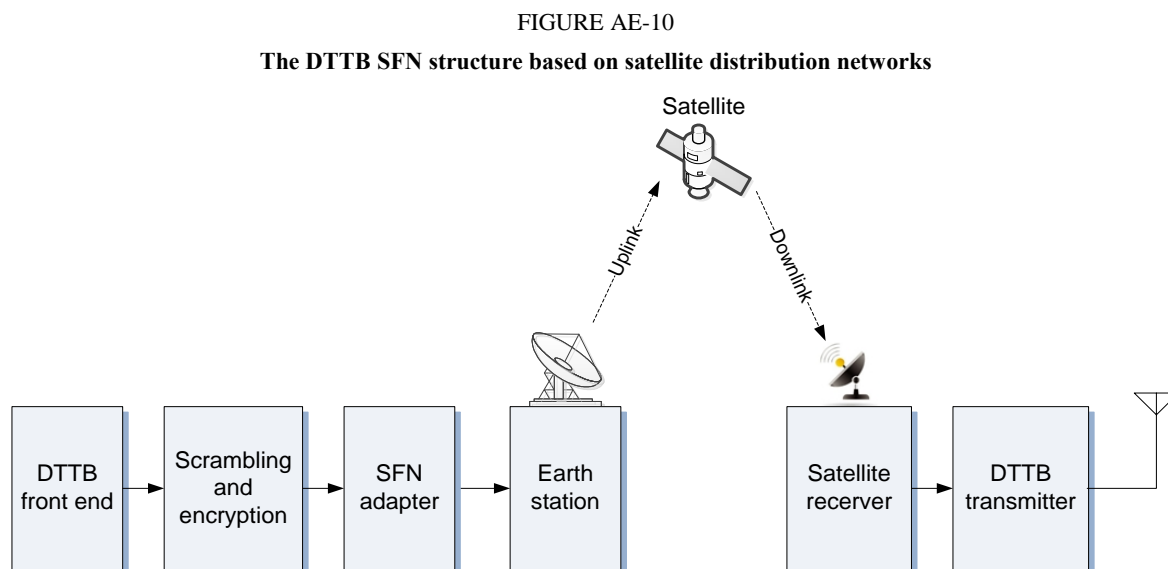 FIGURE AE-10
The DTTB SFN structure based on satellite distribution networks
Satellite
Uplink
Downlink
DTTB
front end
Scrambling
and
encryption
SFN
adapter
Earth
station
Satellite
recerver
DTTB
transmitter